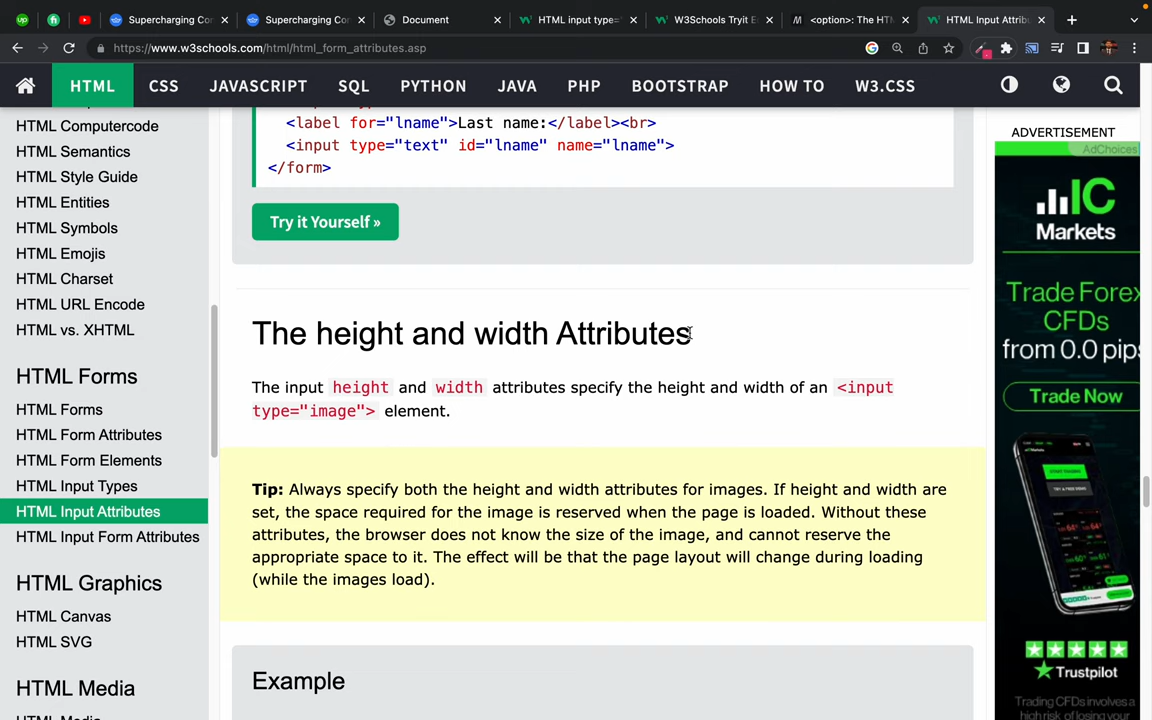 Supercharging Cor
Supercharging Cor
Document
HTML input type="
W3Schools Tryit E
<option>: The HTM
HTML Input Attribu
https://www.w3schools.com/html/html_form_attributes.asp
HTML
CSS
JAVASCRIPT
SQL
PYTHON
JAVA
PHP
BOOTSTRAP
HOW TO
W3.CSS
HTML Computercode
HTML Semantics
HTML Style Guide
HTML Entities
HTML Symbols
HTML Emojis
HTML Charset
HTML URL Encode
HTML vs. XHTML
HTML Forms
HTML Forms
HTML Form Attributes
HTML Form Elements
HTML Input Types
HTML Input Attributes
HTML Input Form Attributes
HTML Graphics
HTML Canvas
HTML SVG
HTML Media
<label for="lname">Last name:</label><br>
<input type="text" id="lname" name="lname">
</form>
Try it Yourself »
The height and width Attributes
The input height and width attributes specify the height and width of an <input
type="image"> element.
Tip: Always specify both the height and width attributes for images. If height and width are
set, the space required for the image is reserved when the page is loaded. Without these
attributes, the browser does not know the size of the image, and cannot reserve the
appropriate space to it. The effect will be that the page layout will change during loading
(while the images load).
Example
ADVERTISEMENT
AdChoices
IC
Markets
Trade Forex
CFDs
from 0.0 pips
Trade Now
Trustpilot
Trading CFDs involves a
high risk of losing your